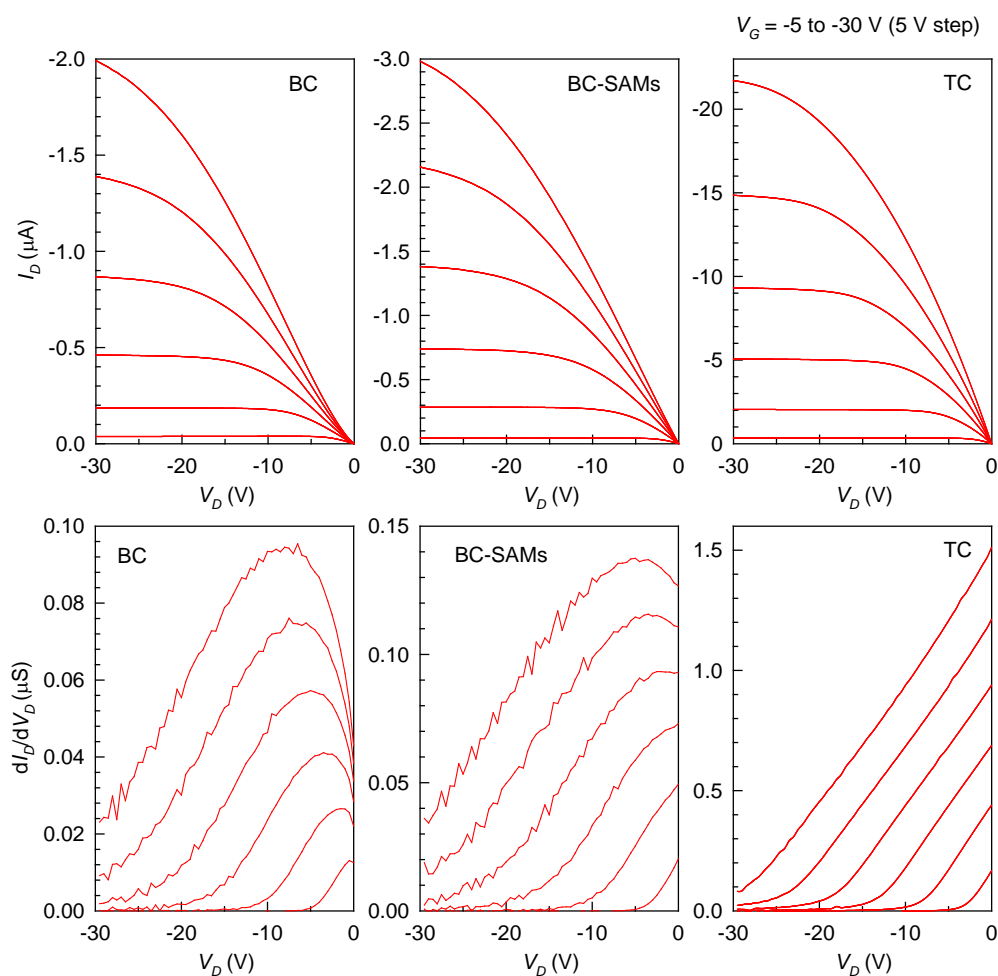 V_G = -5 to -30 V (5 V step)
-2.0
-1.5
-1.0
-0.5
0.0
I_D (μA)
BC
-30 -20 -10 0
V_D (V)
-3.0
-2.5
-2.0
-1.5
-1.0
-0.5
0.0
BC-SAMs
-30 -20 -10 0
V_D (V)
-20
-15
-10
-5
0
TC
-30 -20 -10 0
V_D (V)
0.10
0.08
0.06
0.04
0.02
0.00
dI_D/dV_D (μS)
BC
-30 -20 -10 0
V_D (V)
0.15
0.10
0.05
0.00
BC-SAMs
-30 -20 -10 0
V_D (V)
1.5
1.0
0.5
0.0
TC
-30 -20 -10 0
V_D (V)